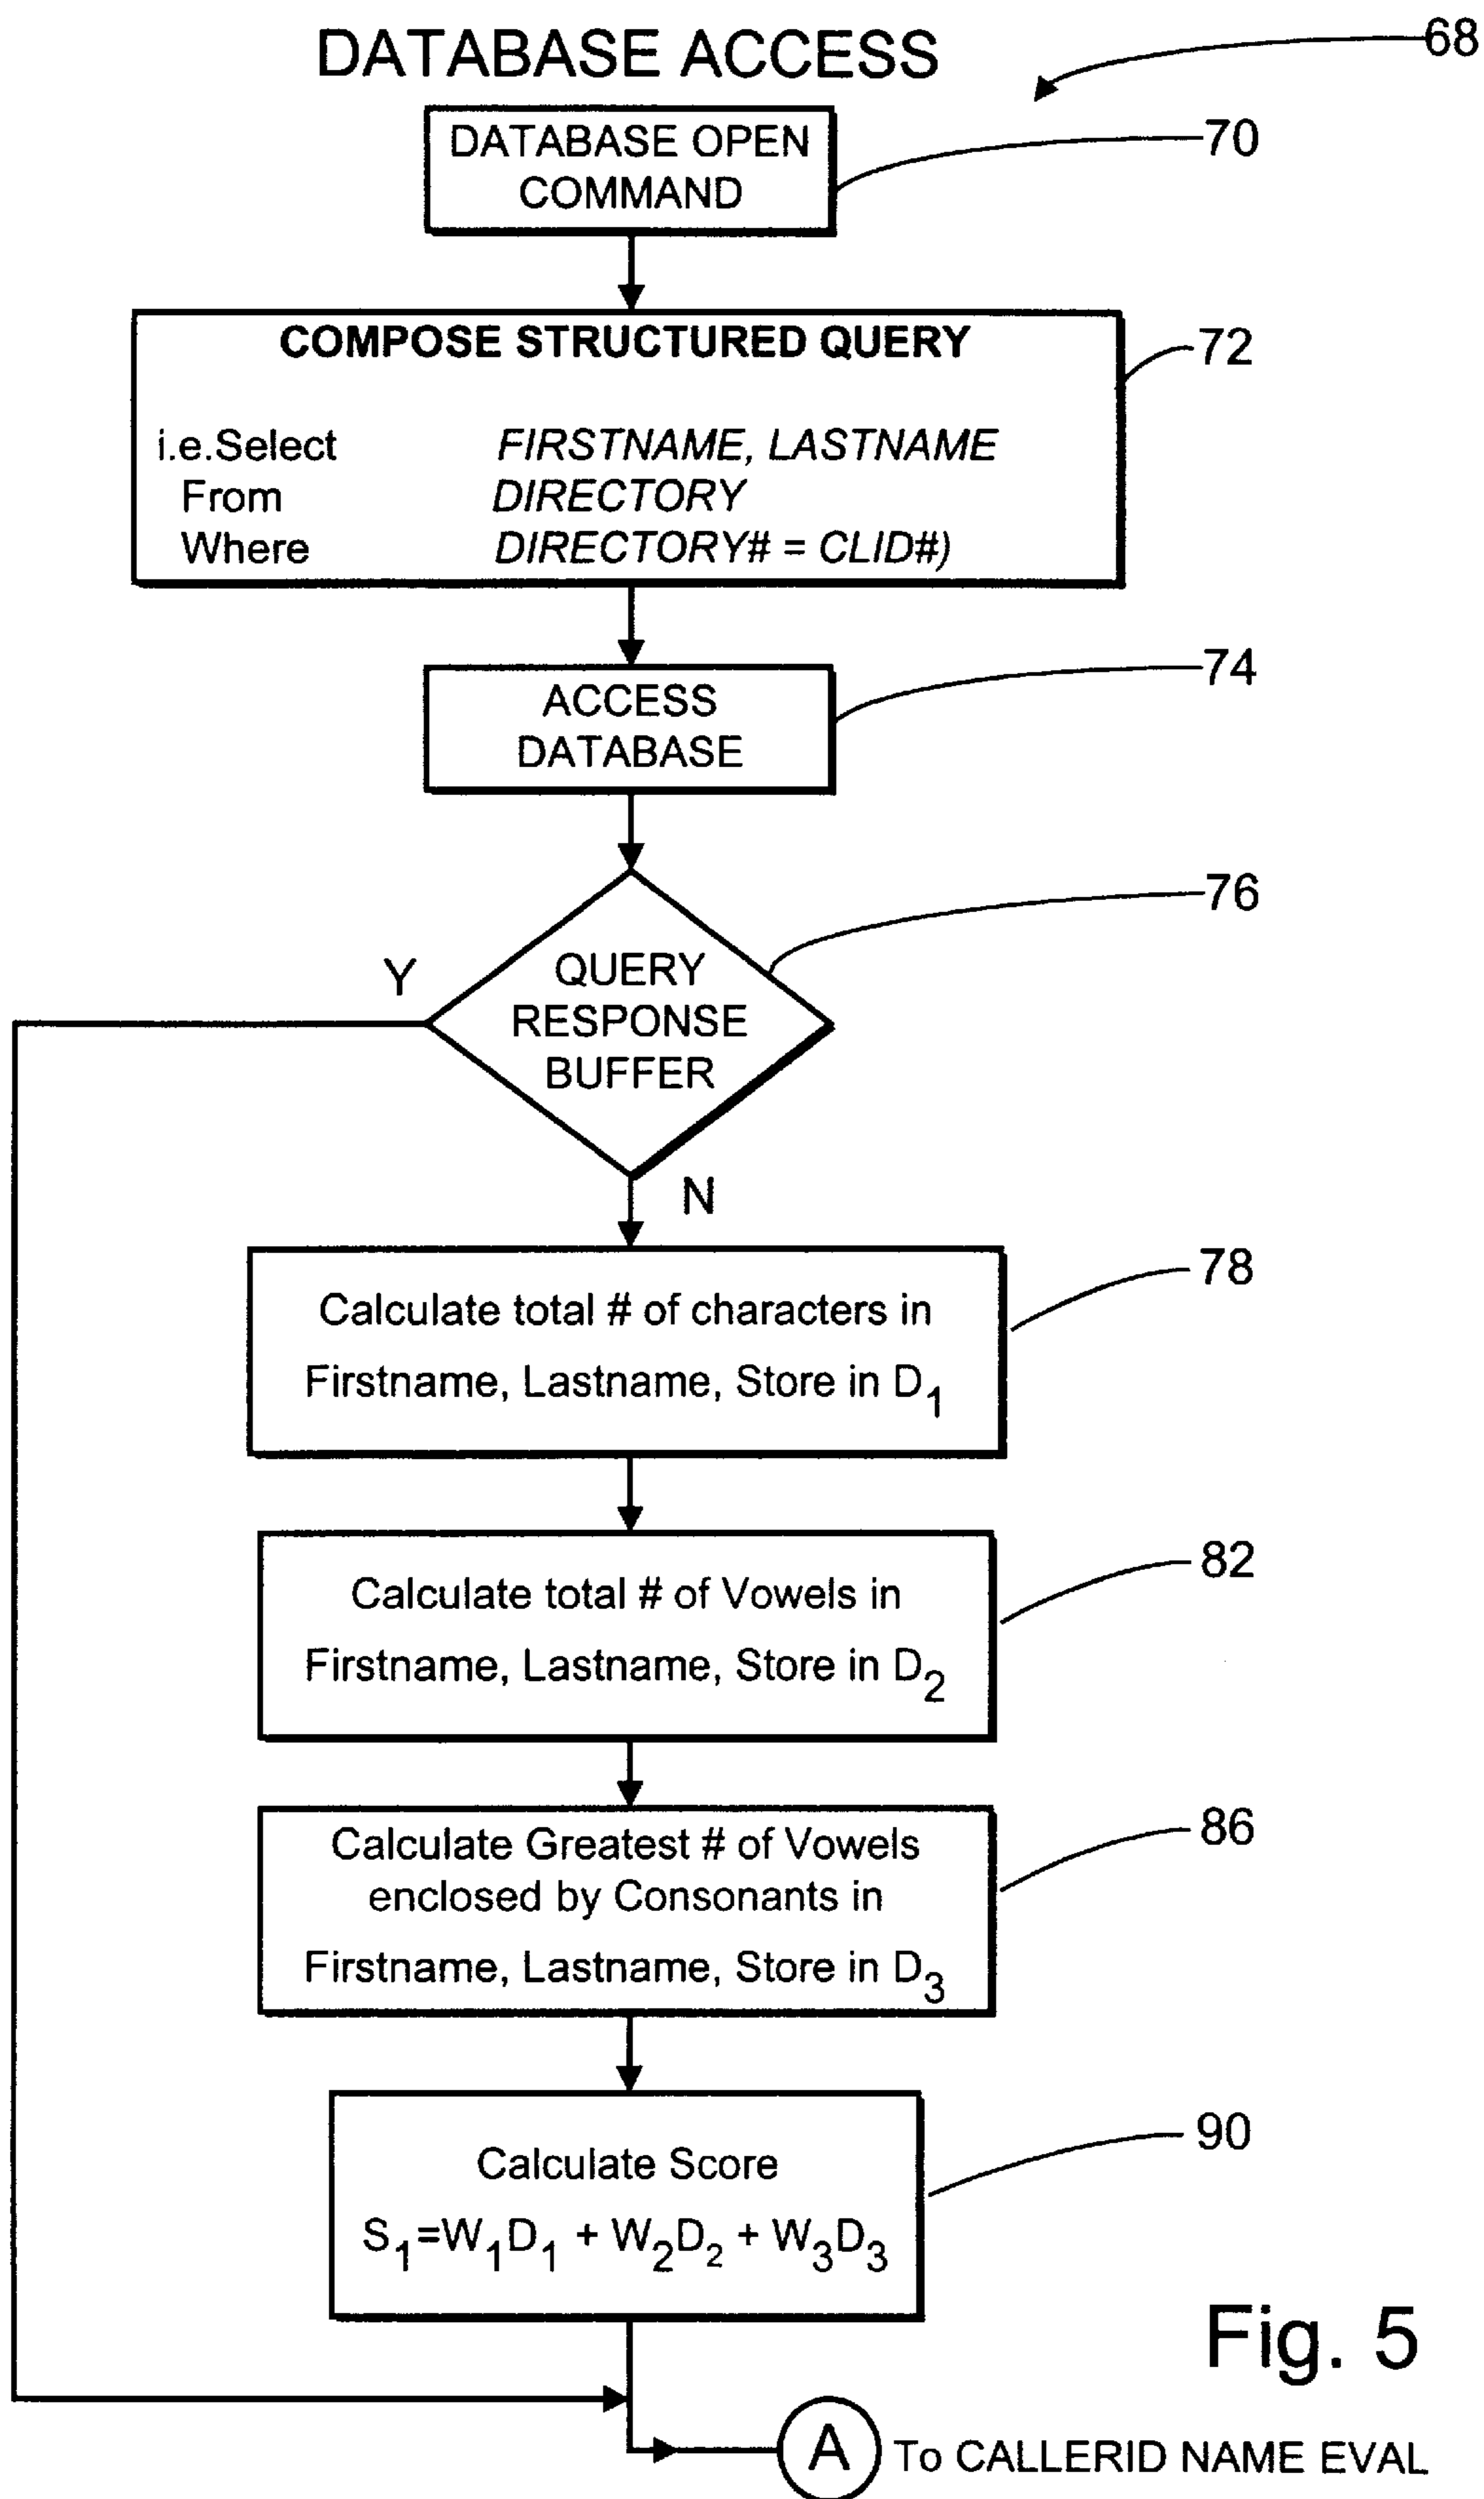 DATABASE ACCESS
68
DATABASE OPEN
COMMAND
70
COMPOSE STRUCTURED QUERY
72
i.e.Select FIRSTNAME, LASTNAME
From DIRECTORY
Where DIRECTORY# = CLID#)
ACCESS
DATABASE
74
76
Y
QUERY
RESPONSE
BUFFER
N
78
Calculate total # of characters in
Firstname, Lastname, Store in D1
82
Calculate total # of Vowels in
Firstname, Lastname, Store in D2
86
Calculate Greatest # of Vowels
enclosed by Consonants in
Firstname, Lastname, Store in D3
90
Calculate Score
S1=W1D1 + W2D2 + W3D3
Fig. 5
A To CALLERID NAME EVAL